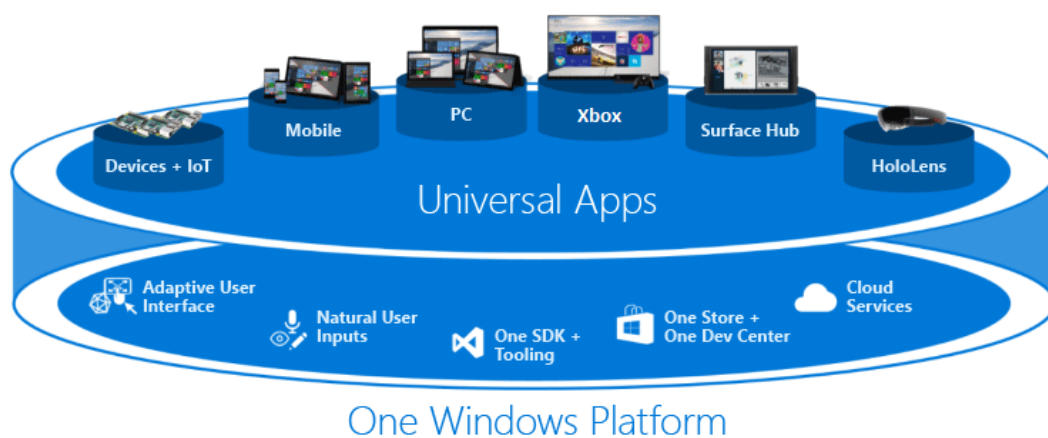 Devices + IoT
Mobile
PC
Xbox
Surface Hub
HoloLens
Universal Apps
Adaptive User
Interface
Natural User
Inputs
One SDK +
Tooling
One Store +
One Dev Center
Cloud
Services
One Windows Platform